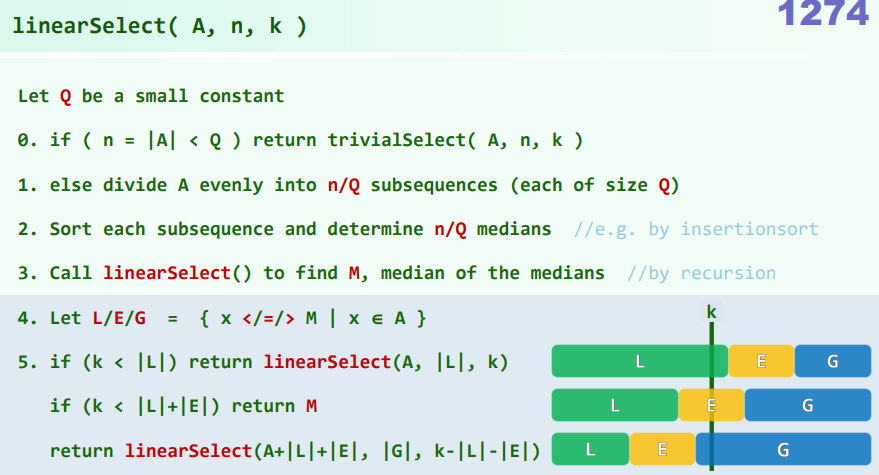 linearSelect( A, n, k )
1274
Let Q be a small constant
0. if ( n = |A| < Q ) return trivialSelect( A, n, k )
1. else divide A evenly into n/Q subsequences (each of size Q)
2. Sort each subsequence and determine n/Q medians //e.g. by insertionsort
3. Call linearSelect() to find M, median of the medians //by recursion
4. Let L/E/G = { x </=/> M | x ∈ A }
k
5. if (k < |L|) return linearSelect(A, |L|, k)
L E G
if (k < |L|+|E|) return M
L E G
return linearSelect(A+|L|+|E|, |G|, k-|L|-|E|)
L E G